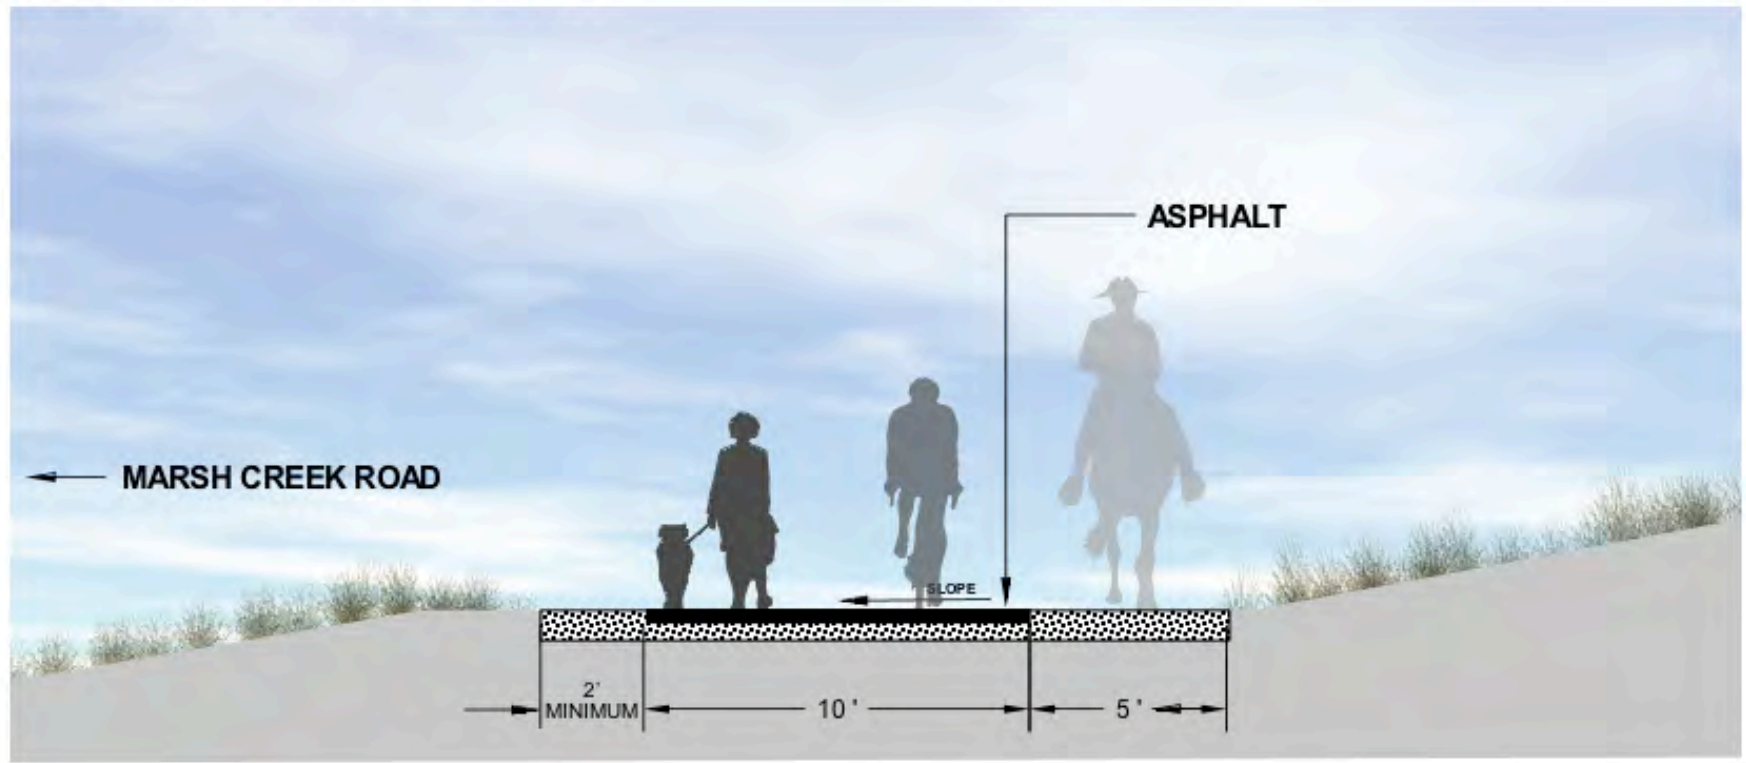 ASPHALT
MARSH CREEK ROAD
SLOPE
2'
MINIMUM
10 '
5 '